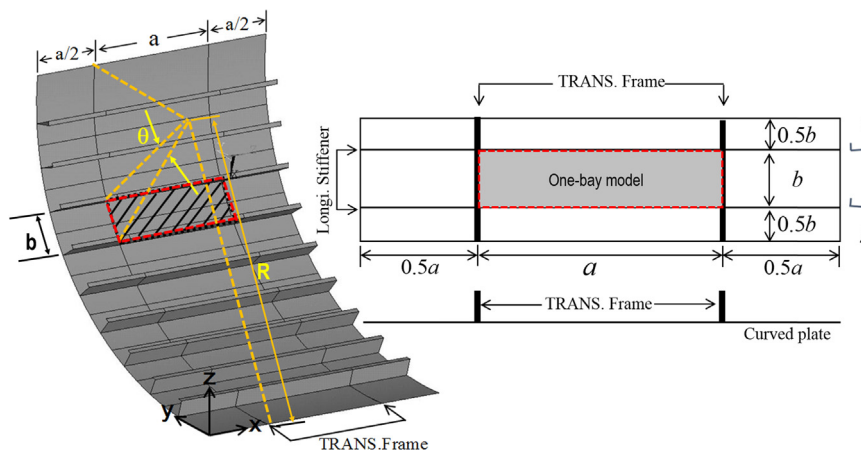 a/2
a
a/2
θ
b
R
z
y
x
TRANS.Frame
TRANS. Frame
Longi. Stiffener
One-bay model
0.5b
b
0.5b
0.5a
a
0.5a
TRANS. Frame
Curved plate